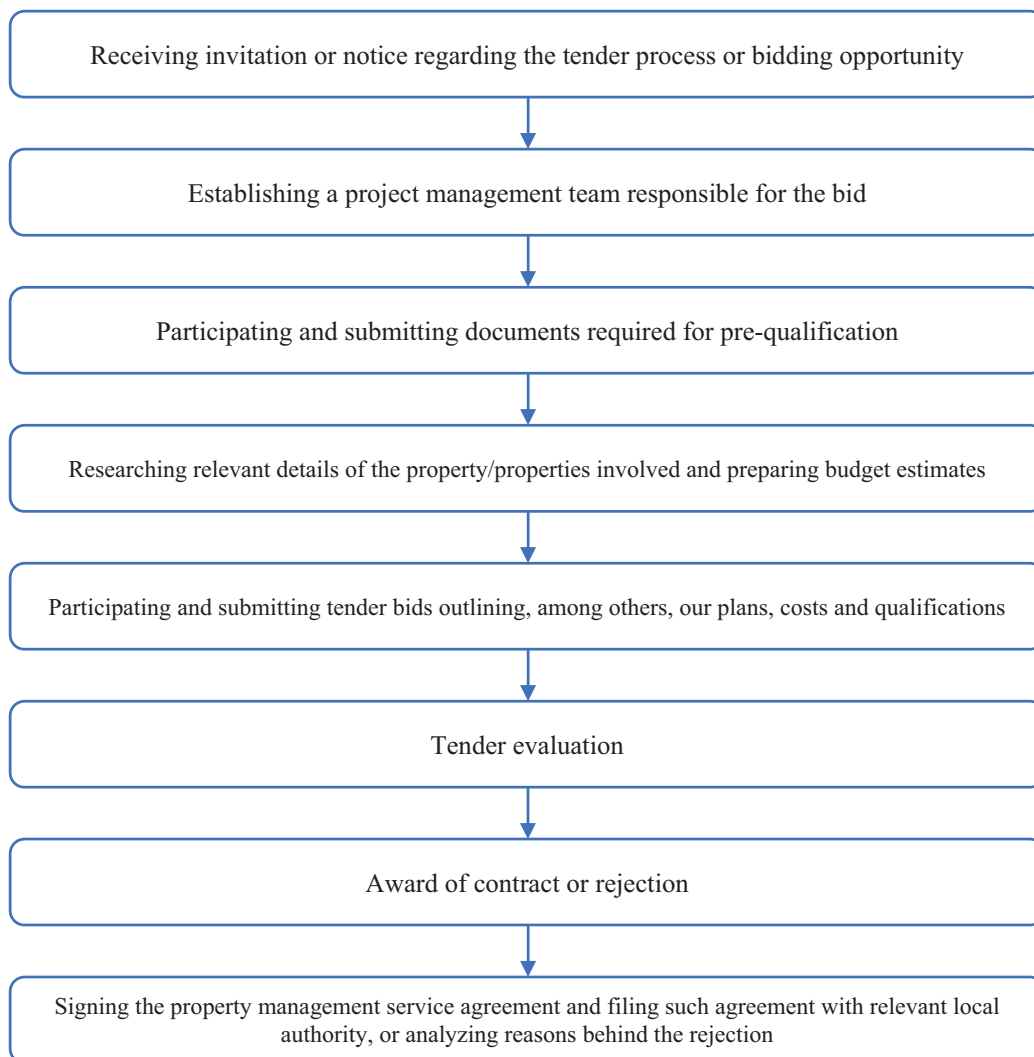 Receiving invitation or notice regarding the tender process or bidding opportunity
Establishing a project management team responsible for the bid
Participating and submitting documents required for pre-qualification
Researching relevant details of the property/properties involved and preparing budget estimates
Participating and submitting tender bids outlining, among others, our plans, costs and qualifications
Tender evaluation
Award of contract or rejection
Signing the property management service agreement and filing such agreement with relevant local
authority, or analyzing reasons behind the rejection